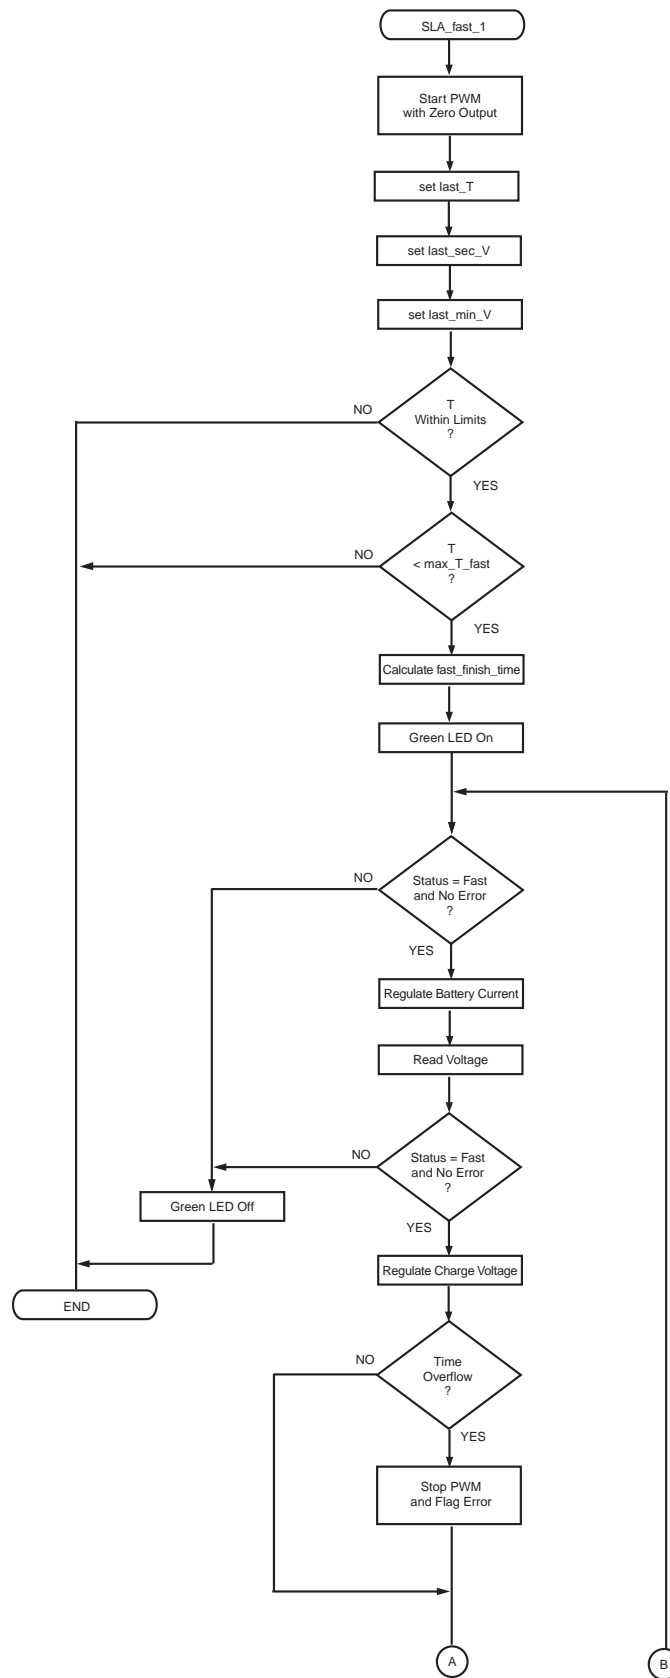 SLA_fast_1
Start PWM
with Zero Output
set last_T
set last_sec_V
set last_min_V
T
Within Limits
?
NO
YES
T
< max_T_fast
?
NO
YES
Calculate fast_finish_time
Green LED On
Status = Fast
and No Error
?
NO
YES
Regulate Battery Current
Read Voltage
Status = Fast
and No Error
?
NO
YES
Green LED Off
Regulate Charge Voltage
END
Time
Overflow
?
NO
YES
Stop PWM
and Flag Error
A
B